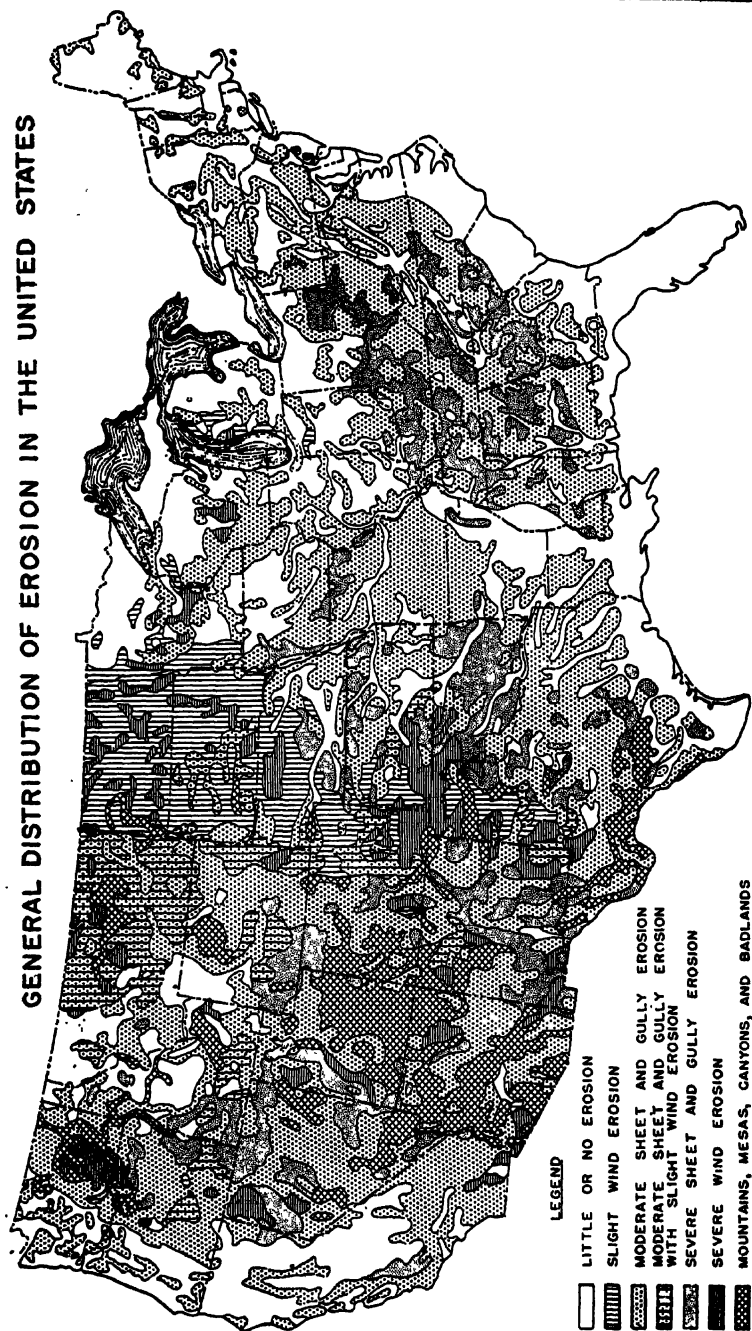 GENERAL DISTRIBUTION OF EROSION IN THE UNITED STATES
LEGEND
LITTLE OR NO EROSION
SLIGHT WIND EROSION
MODERATE SHEET AND GULLY EROSION
MODERATE SHEET AND GULLY EROSION
WITH SLIGHT WIND EROSION
SEVERE SHEET AND GULLY EROSION
SEVERE WIND EROSION
MOUNTAINS, MESAS, CANYONS, AND BADLANDS